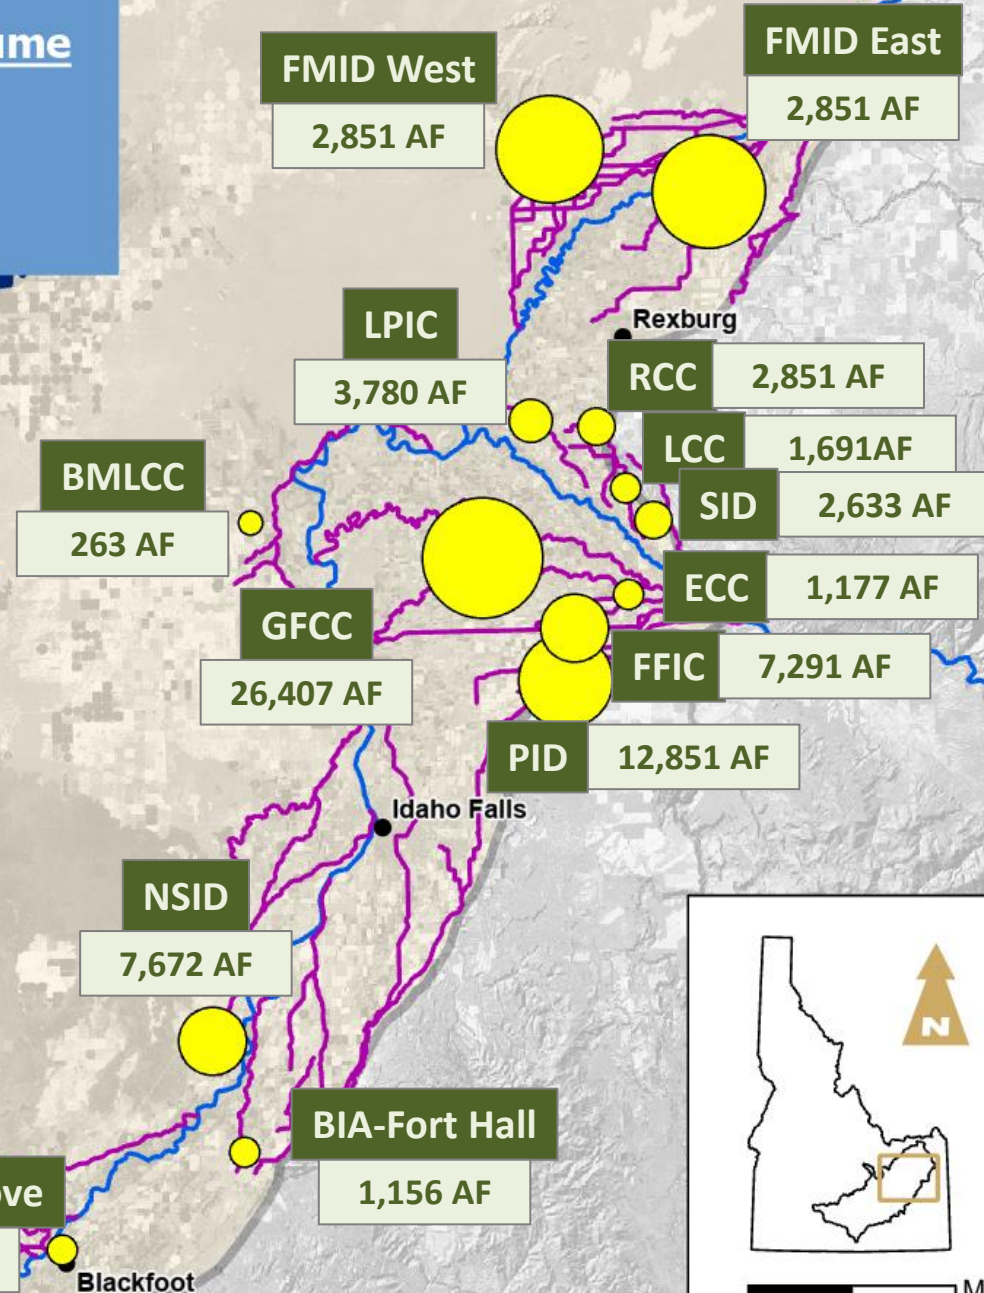 FMID East
2,851 AF
FMID West
2,851 AF
Rexburg
LPIC
3,780 AF
RCC 2,851 AF
LCC 1,691AF
BMLCC
263 AF
SID 2,633 AF
ECC 1,177 AF
GFCC
26,407 AF
FFIC 7,291 AF
PID 12,851 AF
Idaho Falls
NSID
7,672 AF
N
BIA-Fort Hall
1,156 AF
Blackfoot